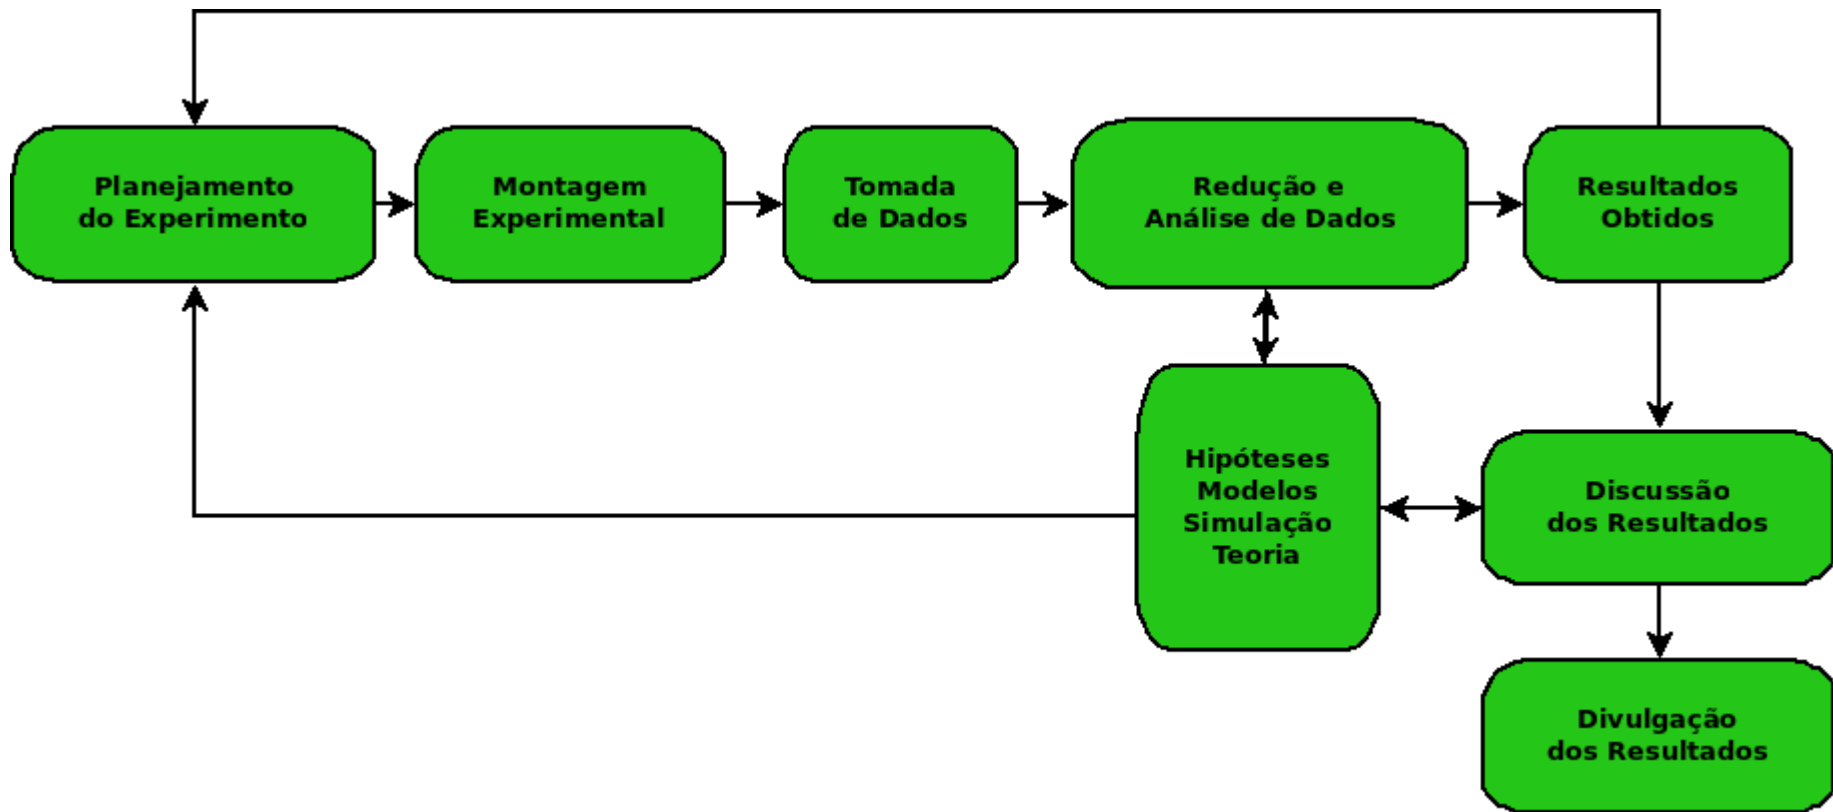 Planejamento
do Experimento
Montagem
Experimental
Tomada
de Dados
Redução e
Análise de Dados
Resultados
Obtidos
Hipóteses
Modelos
Simulação
Teoria
Discussão
dos Resultados
Divulgação
dos Resultados